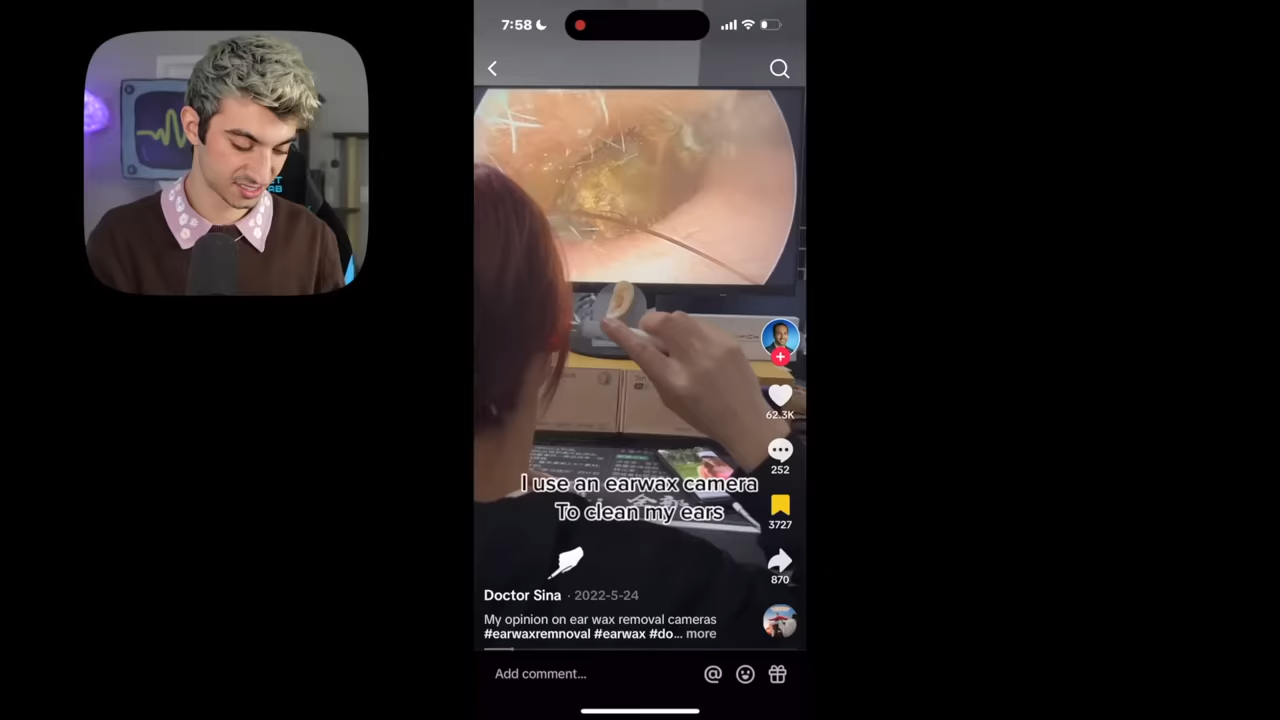 7:58
62.3K
252
I use an earwax camera
To clean my ears
3727
870
Doctor Sina · 2022-5-24
My opinion on ear wax removal cameras
#earwaxremnoval #earwax #do... more
Add comment...